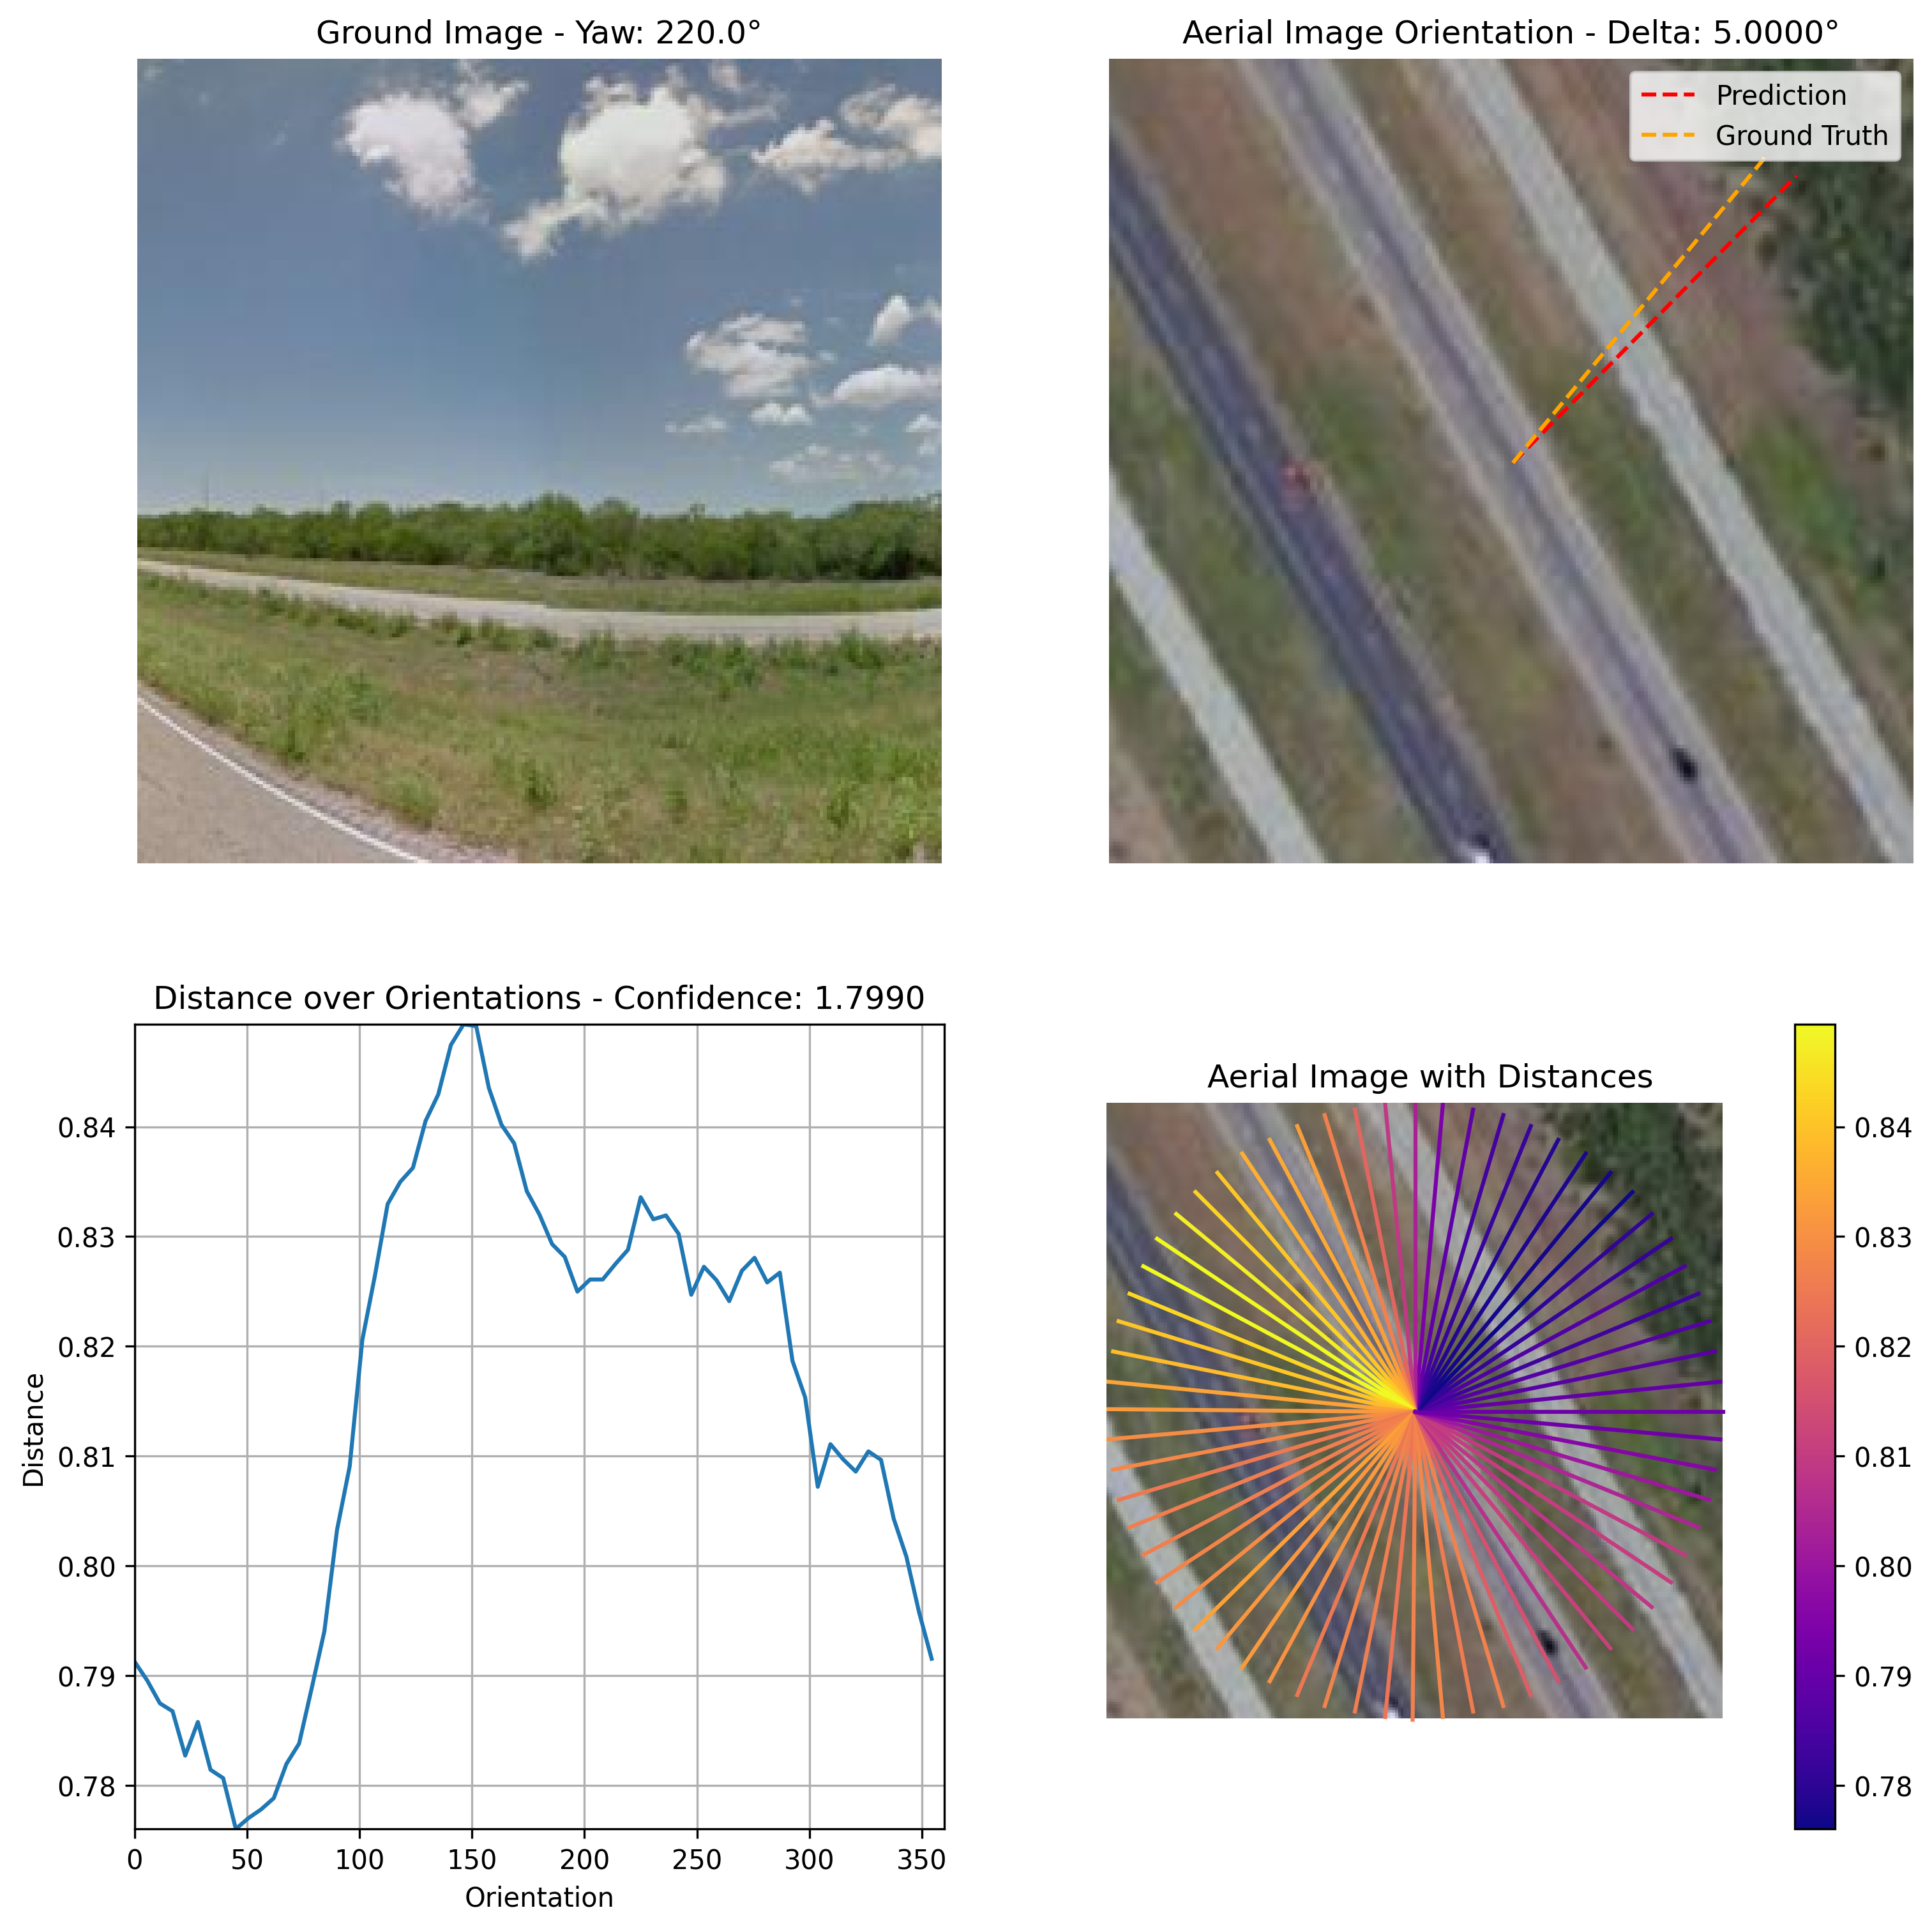 Ground Image - Yaw: 220.0°
Aerial Image Orientation - Delta: 5.0000°
Prediction
Ground Truth
Distance over Orientations - Confidence: 1.7990
Distance
0.84
0.83
0.82
0.81
0.80
0.79
0.78
0
50
100
150
200
250
300
350
Orientation
Aerial Image with Distances
0.84
0.83
0.82
0.81
0.80
0.79
0.78